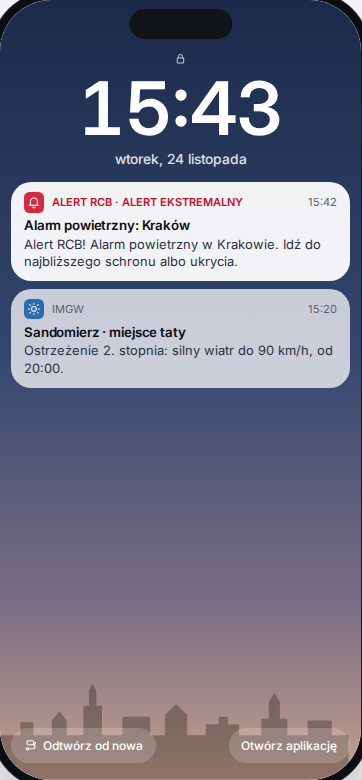 15:43
wtorek, 24 listopada
ALERT RCB · ALERT EKSTREMALNY 15:42
Alarm powietrzny: Kraków
Alert RCB! Alarm powietrzny w Krakowie. Idź do
najbliższego schronu albo ukrycia.
IMGW 15:20
Sandomierz · miejsce taty
Ostrzeżenie 2. stopnia: silny wiatr do 90 km/h, od
20:00.
Odtwórz od nowa Otwórz aplikację